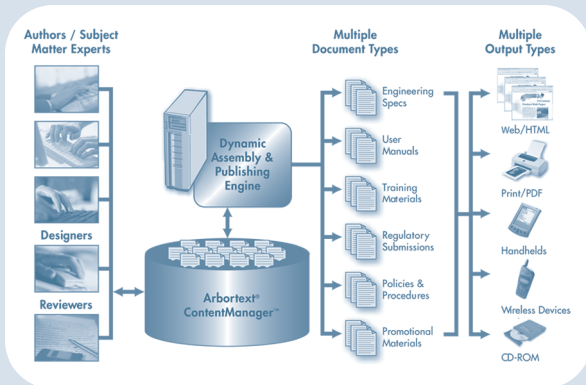 Authors / Subject
Matter Experts
Designers
Reviewers
Dynamic
Assembly &
Publishing
Engine
Arbortext®
ContentManager™
Multiple
Document Types
Engineering
Specs
User
Manuals
Training
Materials
Regulatory
Submissions
Policies &
Procedures
Promotional
Materials
Multiple
Output Types
Web/HTML
Print/PDF
Handhelds
Wireless Devices
CD-ROM